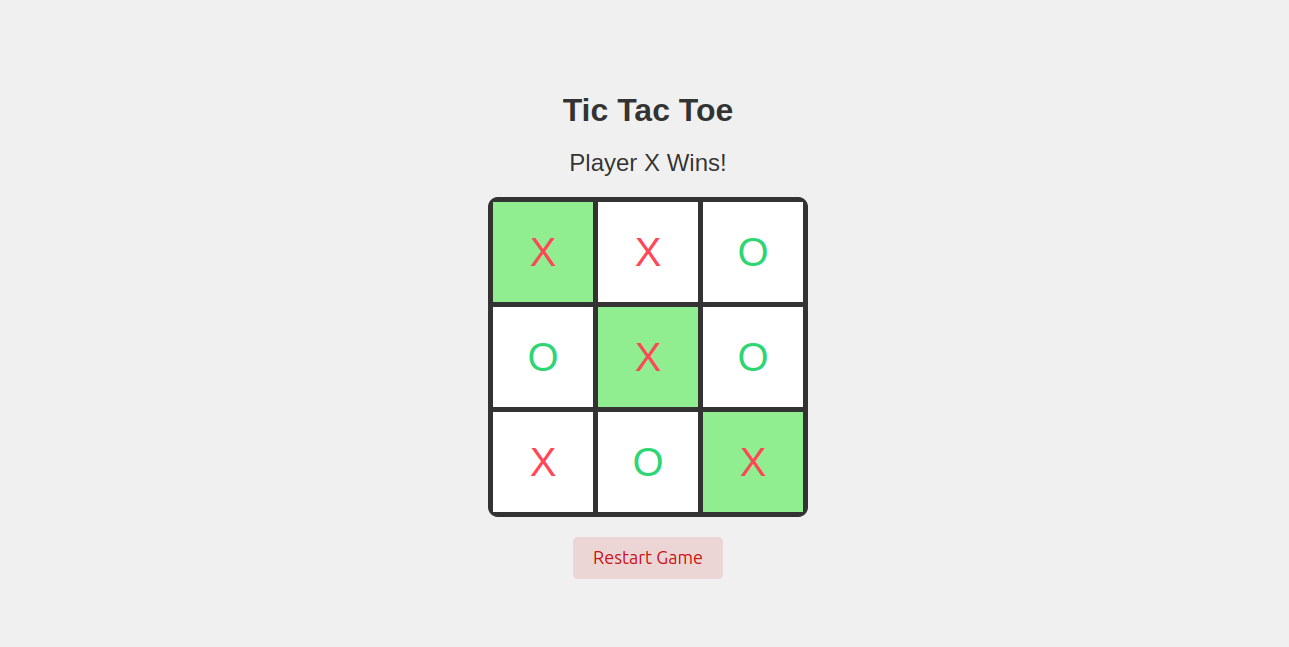 Tic Tac Toe
Player X Wins!
X X O
O X O
X O X
Restart Game